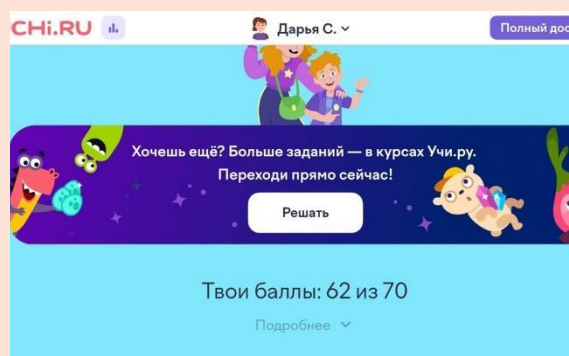 CHi.RU
Дарья С.
Полный дос
Хочешь ещё? Больше заданий — в курсах Учи.ру.
Переходи прямо сейчас!
Решать
Твои баллы: 62 из 70
Подробнее